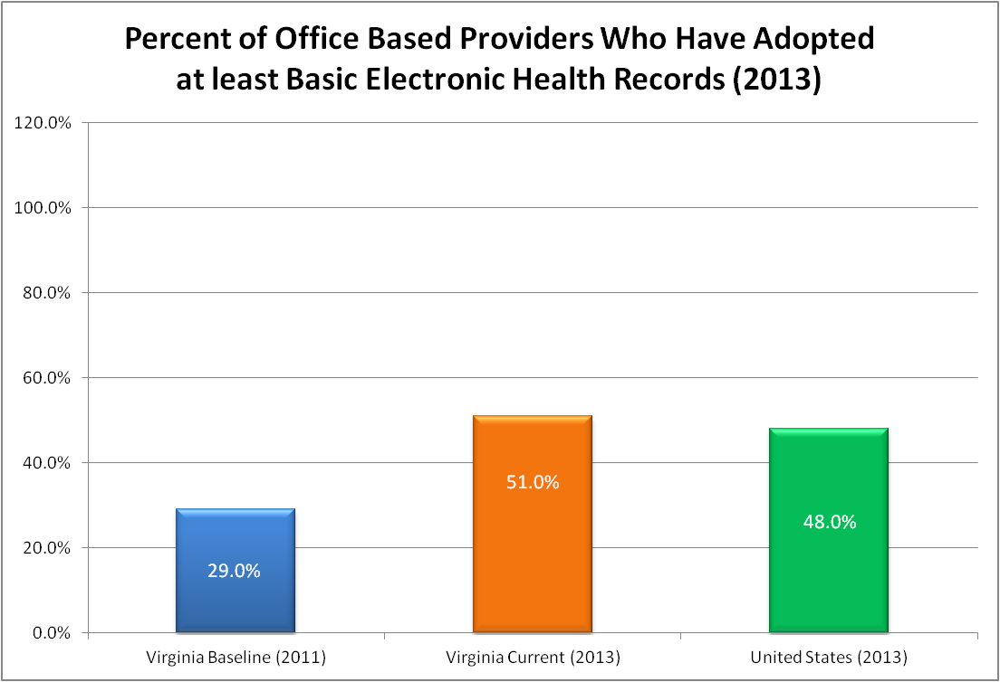 Percent of Office Based Providers Who Have Adopted
at least Basic Electronic Health Records (2013)
120.0%
100.0%
80.0%
60.0%
40.0%
20.0%
0.0%
29.0%
51.0%
48.0%
Virginia Baseline (2011)
Virginia Current (2013)
United States (2013)